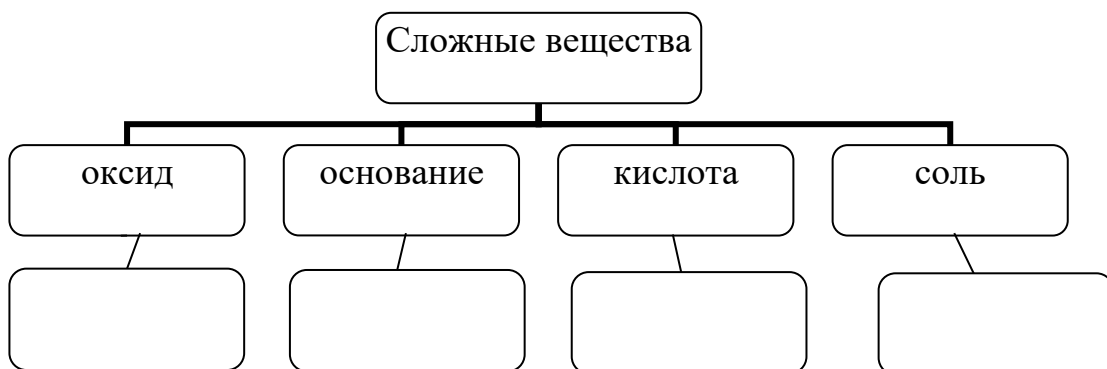 Сложные вещества
оксид
основание
кислота
соль